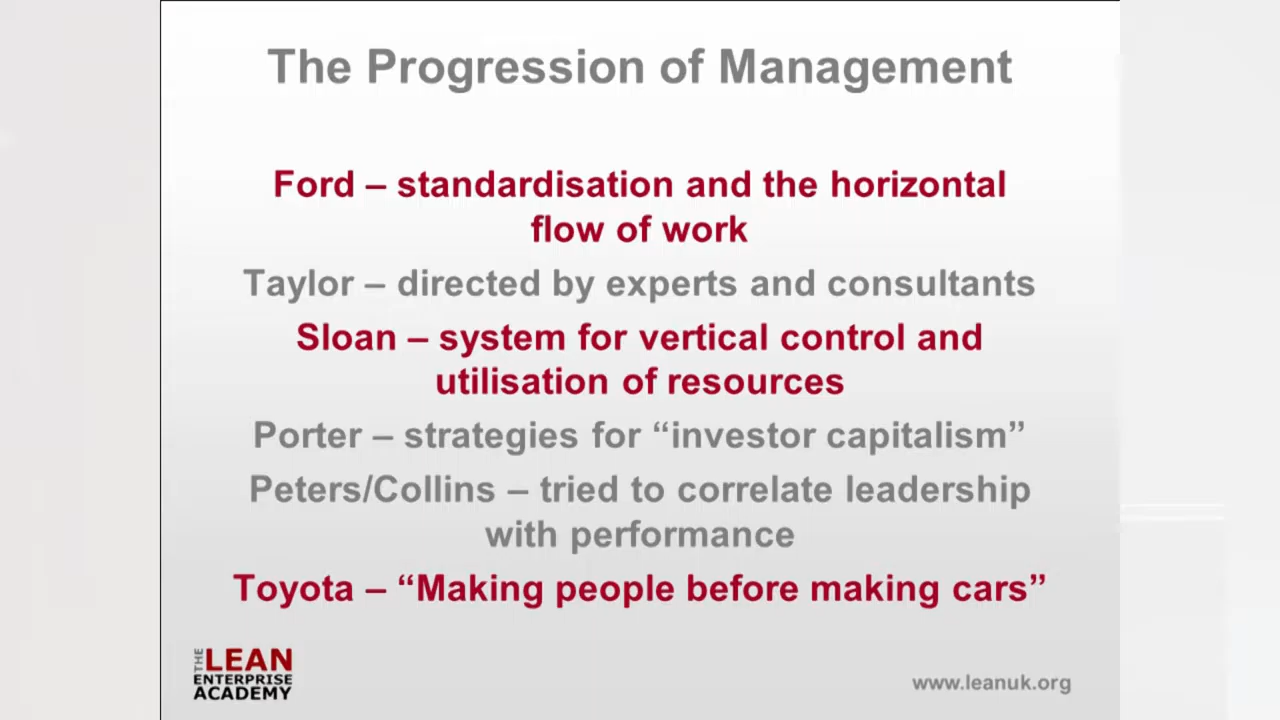 The Progression of Management
Ford – standardisation and the horizontal
flow of work
Taylor – directed by experts and consultants
Sloan – system for vertical control and
utilisation of resources
Porter – strategies for “investor capitalism”
Peters/Collins – tried to correlate leadership
with performance
Toyota – “Making people before making cars”
THE LEAN
ENTERPRISE
ACADEMY
www.leanuk.org